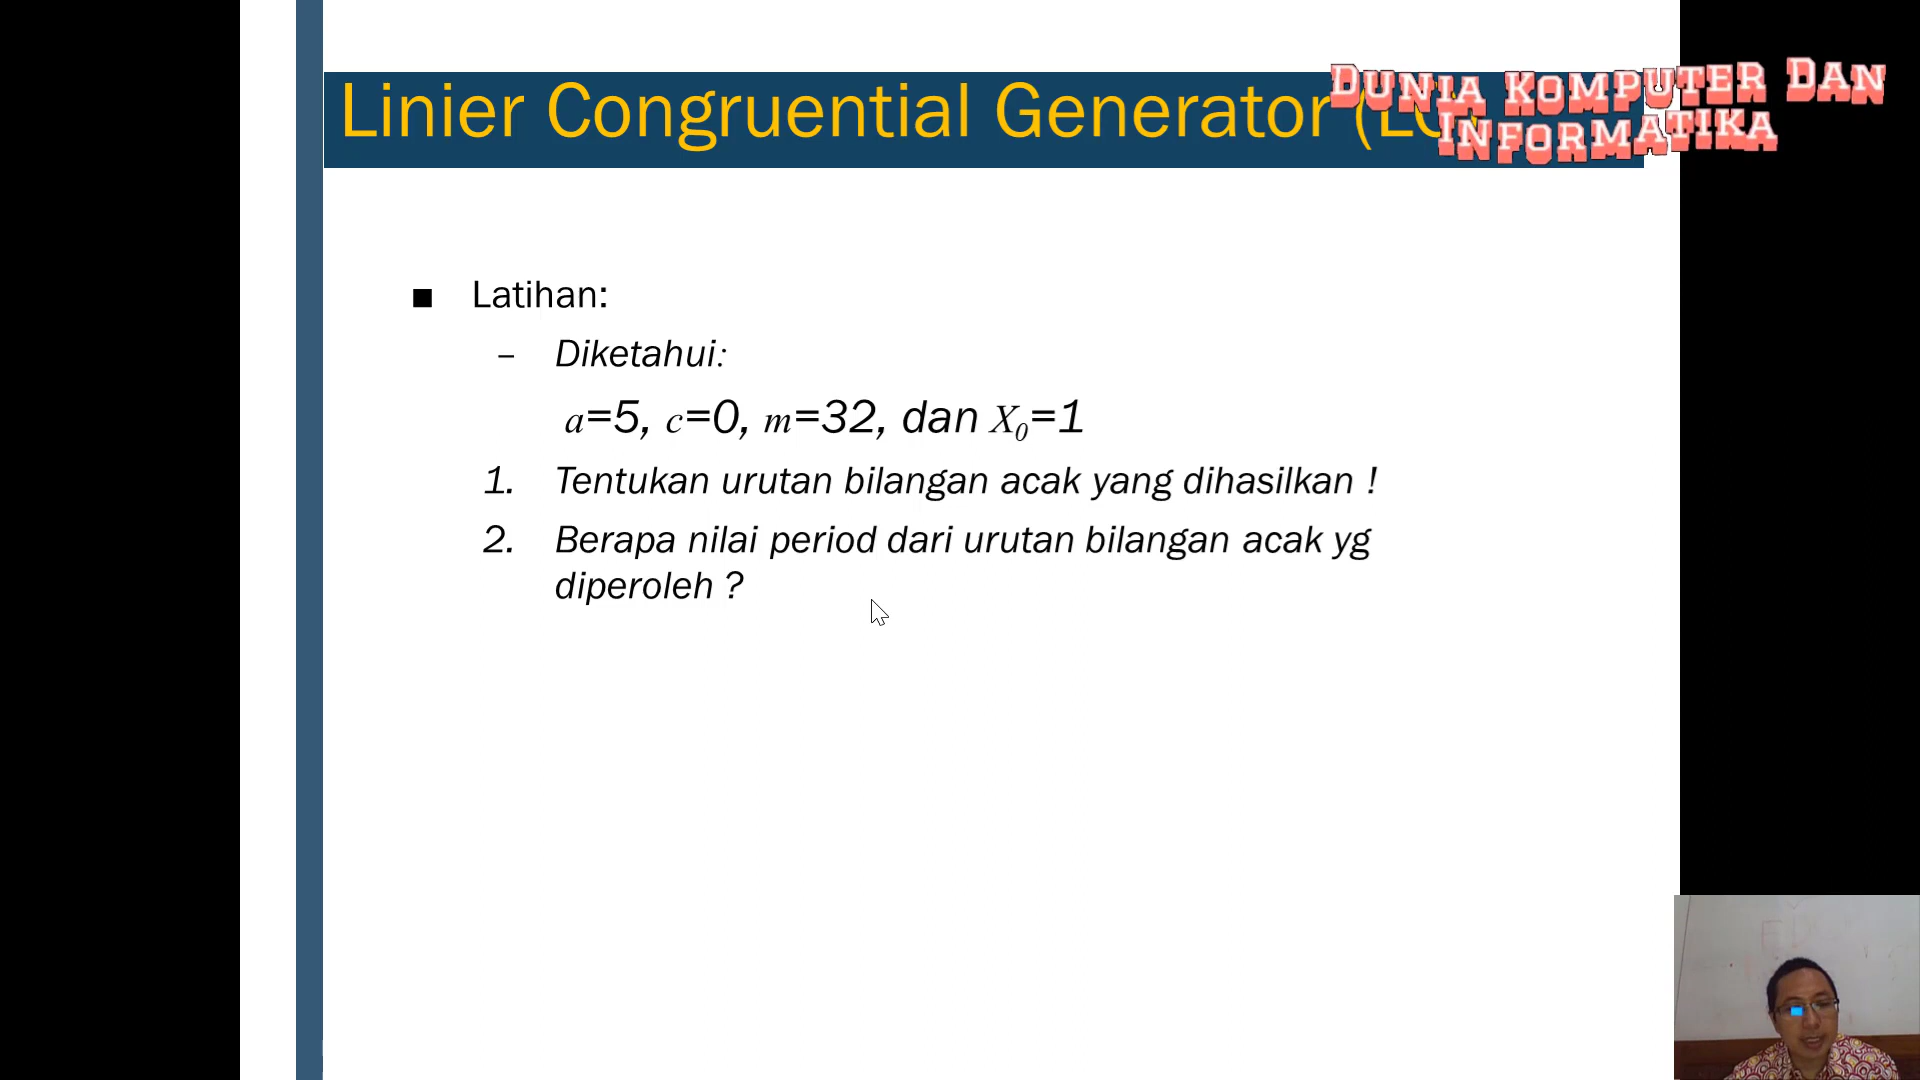 Linier Congruential Generator (LC
DUNIA KOMPUTER DAN
INFORMATIKA
■ Latihan:
– Diketahui:
a=5, c=0, m=32, dan X₀=1
1. Tentukan urutan bilangan acak yang dihasilkan !
2. Berapa nilai period dari urutan bilangan acak yg
diperoleh ?